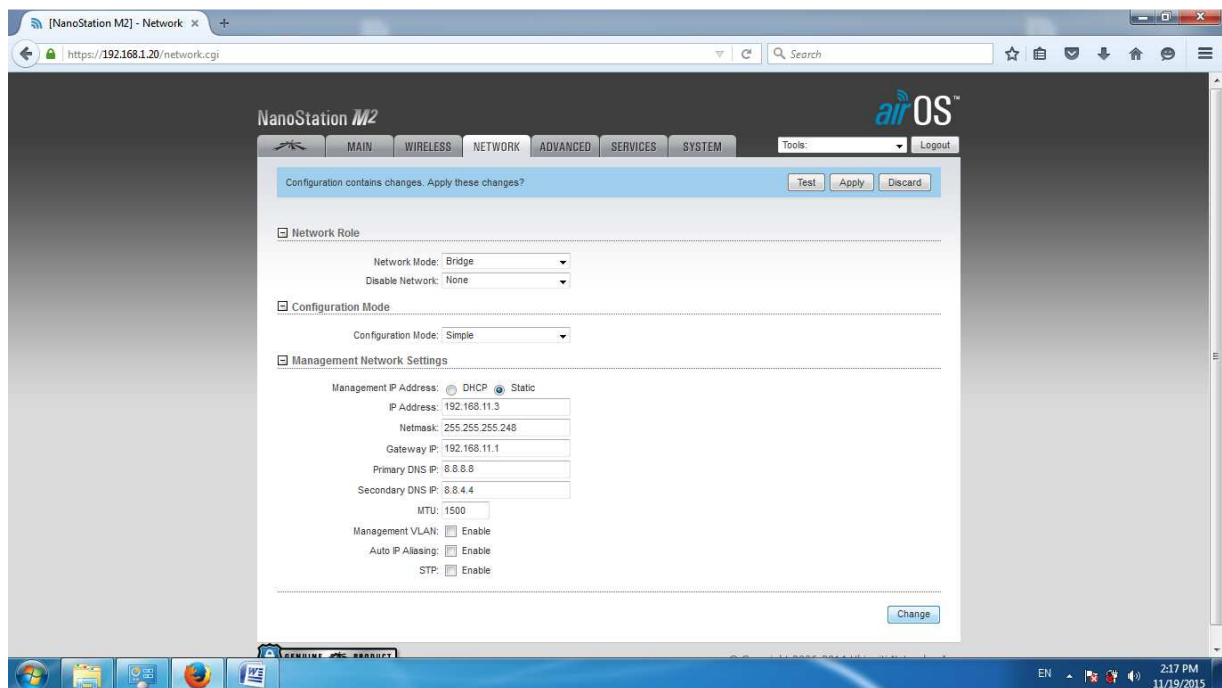 [NanoStation M2] - Network
https://192.168.1.20/network.cgi
Search
NanoStation M2
airOS™
MAIN WIRELESS NETWORK ADVANCED SERVICES SYSTEM Tools: Logout
Configuration contains changes. Apply these changes? Test Apply Discard
Network Role
Network Mode: Bridge
Disable Network: None
Configuration Mode
Configuration Mode: Simple
Management Network Settings
Management IP Address: DHCP Static
IP Address: 192.168.11.3
Netmask: 255.255.255.248
Gateway IP: 192.168.11.1
Primary DNS IP: 8.8.8.8
Secondary DNS IP: 8.8.4.4
MTU: 1500
Management VLAN: Enable
Auto IP Aliasing: Enable
STP: Enable
Change
GENUINE PRODUCT
EN 2:17 PM
11/19/2015